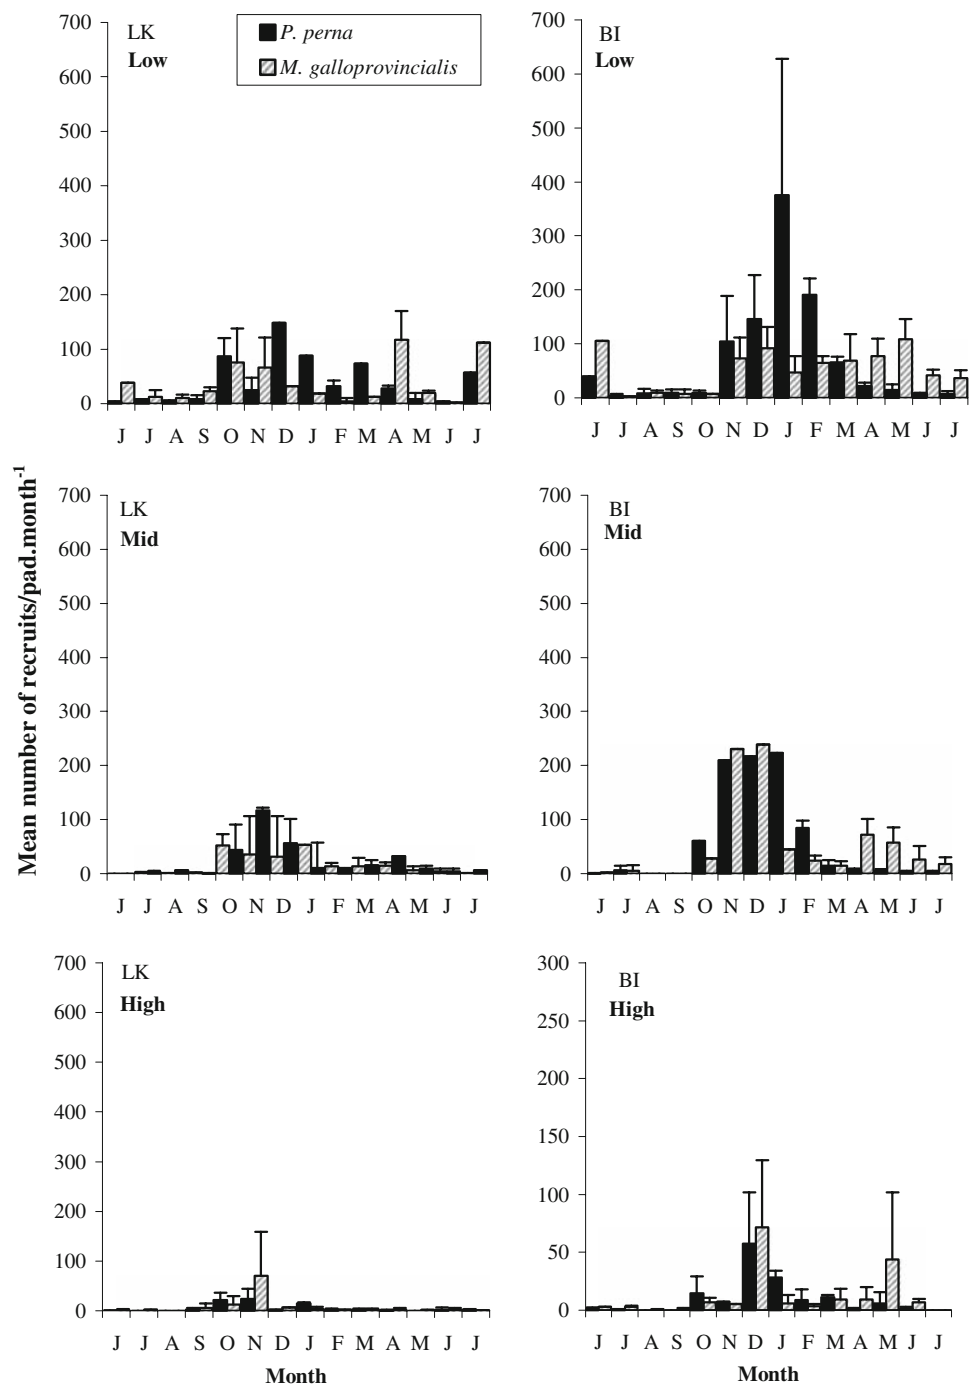 Mean number of recruits/pad.month-1
LK
Low
P. perna
M. galloprovincialis
700
600
500
400
300
200
100
0
J J A S O N D J F M A M J J
BI
Low
700
600
500
400
300
200
100
0
J J A S O N D J F M A M J J
LK
Mid
700
600
500
400
300
200
100
0
J J A S O N D J F M A M J J
BI
Mid
700
600
500
400
300
200
100
0
J J A S O N D J F M A M J J
LK
High
700
600
500
400
300
200
100
0
J J A S O N D J F M A M J J
Month
BI
High
300
250
200
150
100
50
0
J J A S O N D J F M A M J J
Month